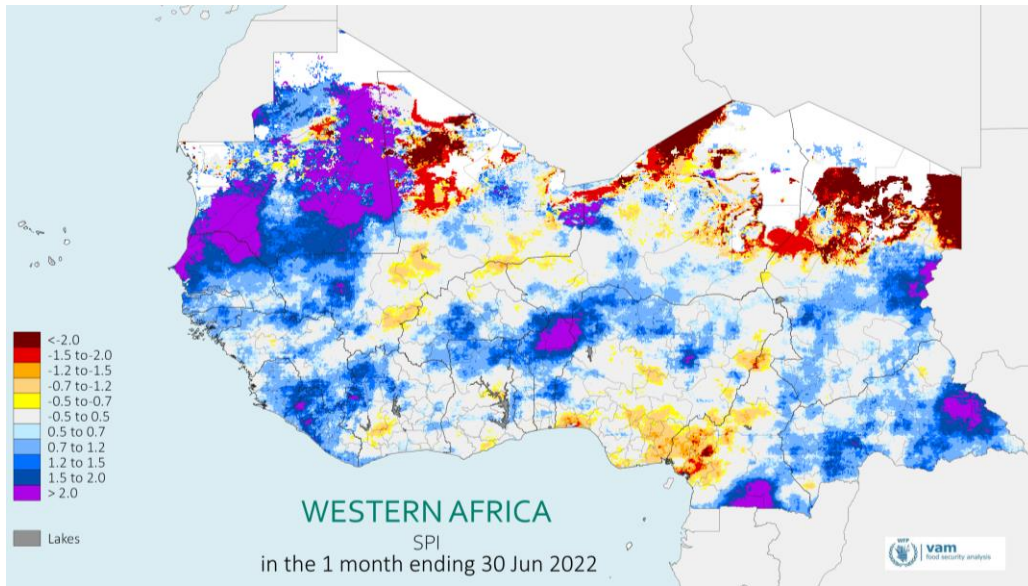 <-2.0
-1.5 to-2.0
-1.2 to-1.5
-0.7 to-1.2
-0.5 to-0.7
-0.5 to 0.5
0.5 to 0.7
0.7 to 1.2
1.2 to 1.5
1.5 to 2.0
> 2.0
Lakes
WESTERN AFRICA
SPI
in the 1 month ending 30 Jun 2022
WFP
vam
food security analysis